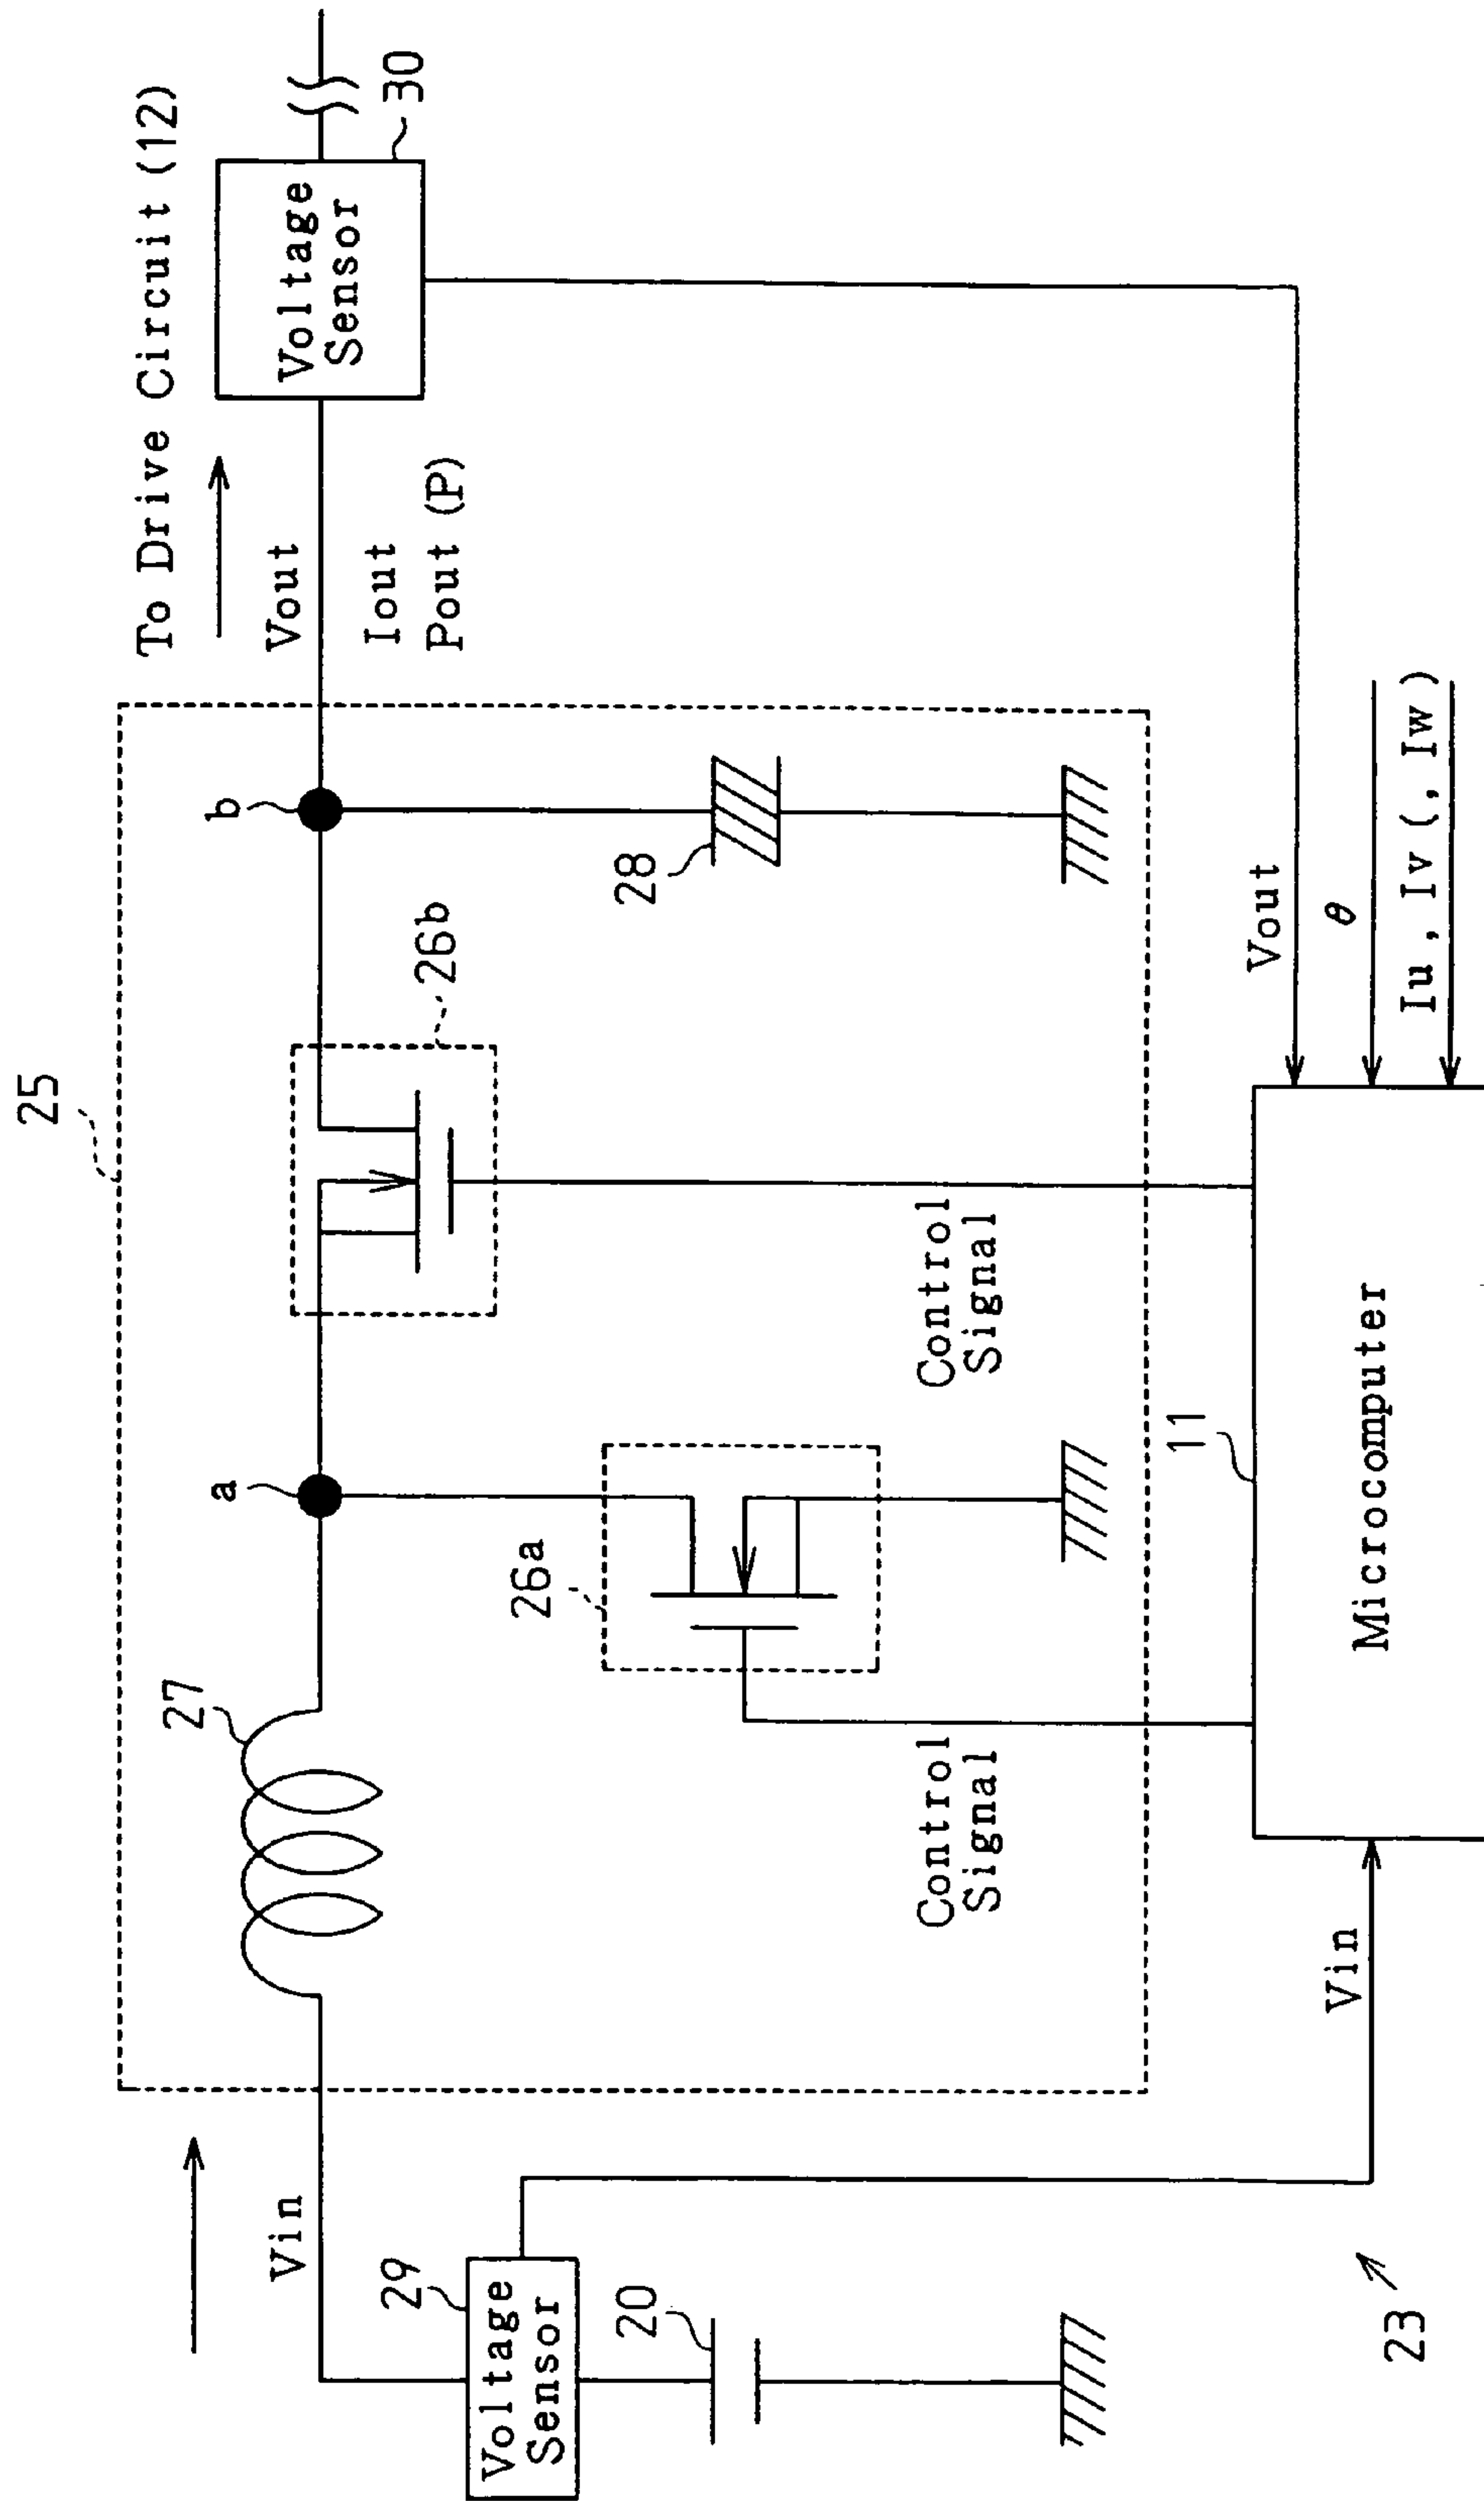 25
To Drive Circuit (12)
Vin
27
a
b
Vout
Iout
Pout (P)
Voltage
Sensor
30
29
Voltage
Sensor
20
26a
26b
28
Control
Signal
Control
Signal
11
Vout
Vin
θ
Iu, Iv (, Iw)
Microcomputer
23